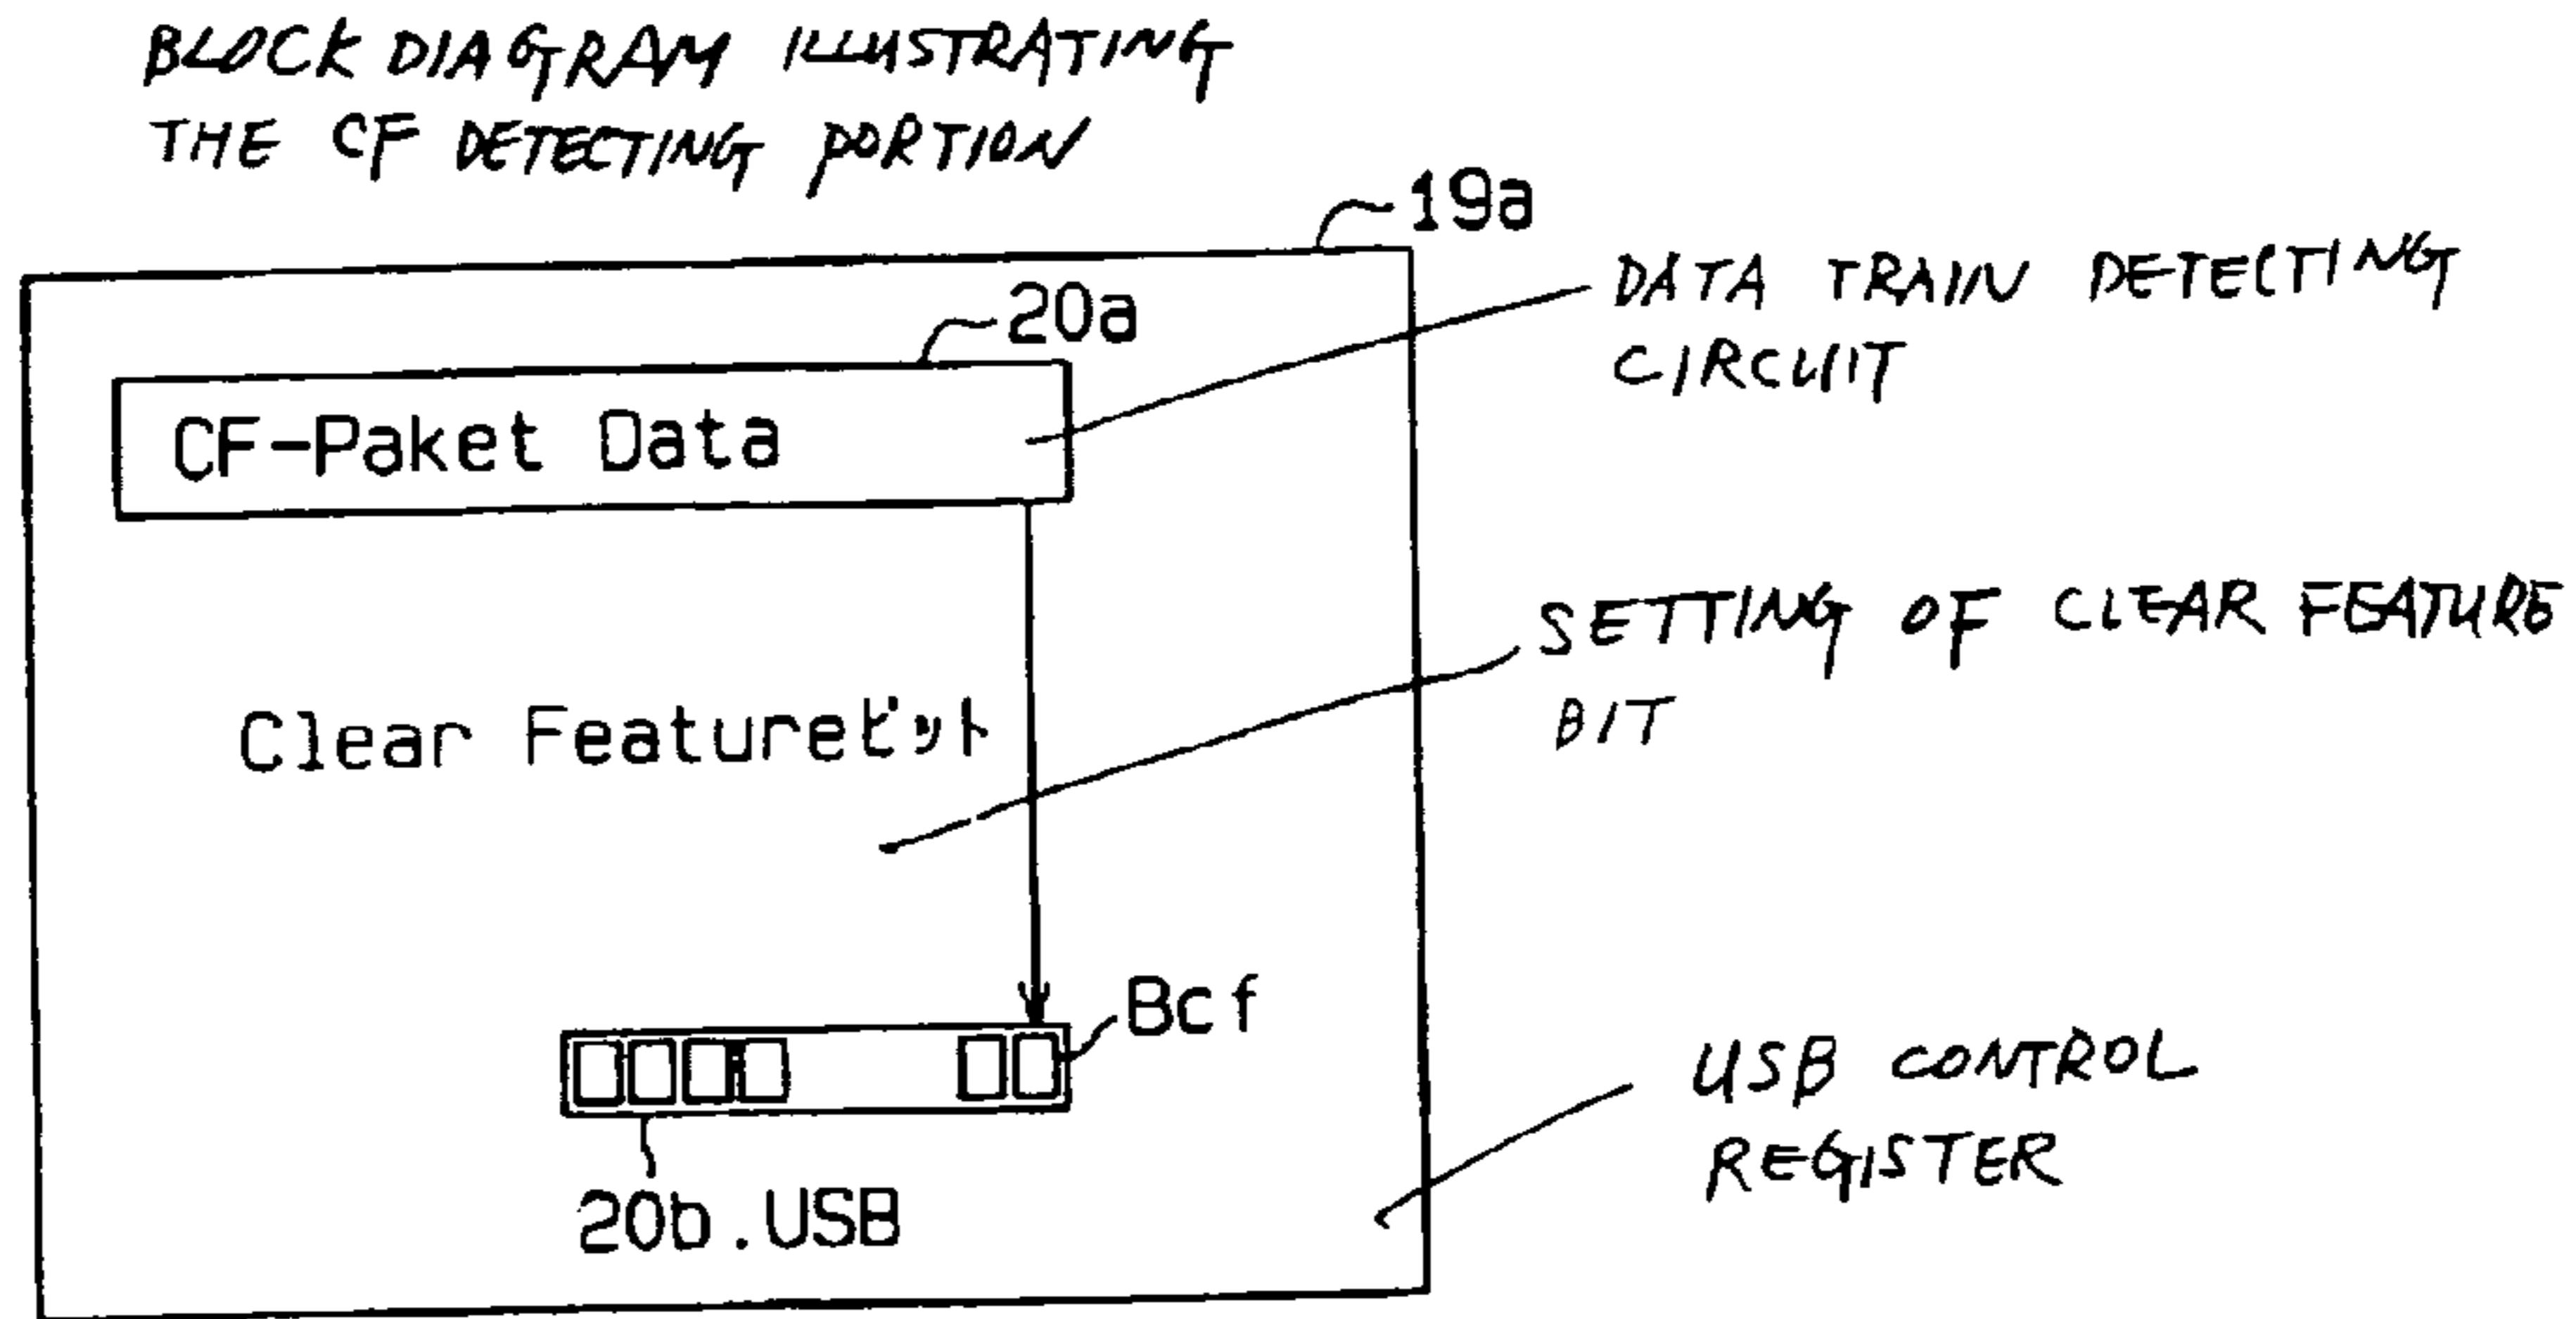 BLOCK DIAGRAM ILLUSTRATING
THE CF DETECTING PORTION
19a
20a
DATA TRAIN DETECTING
CIRCUIT
CF-Paket Data
SETTING OF CLEAR FEATURE
BIT
Clear Featureビット
Bcf
USB CONTROL
REGISTER
20b.USB